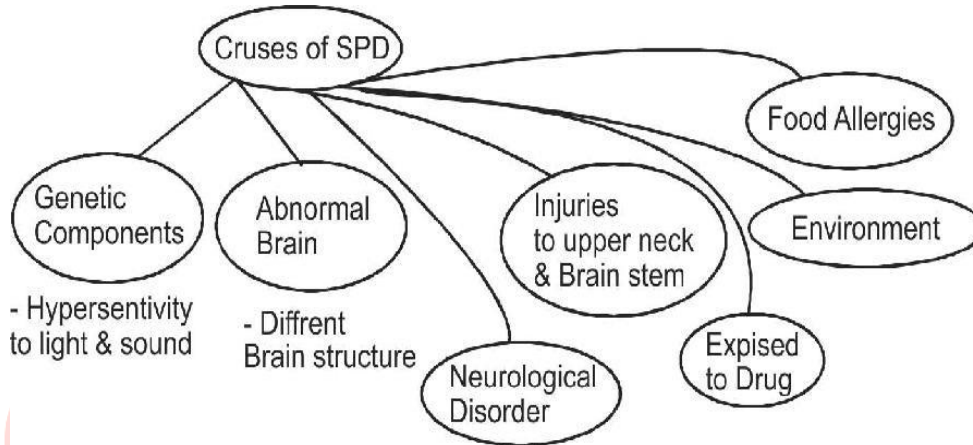 Cruses of SPD
Food Allergies
Genetic
Components
Abnormal
Brain
Injuries
to upper neck
& Brain stem
Environment
- Hypersentivity
to light & sound
- Diffrent
Brain structure
Neurological
Disorder
Expised
to Drug